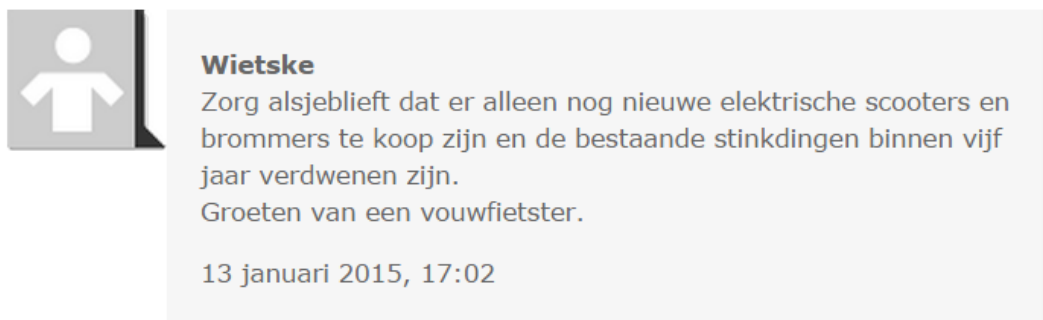 Wietske
Zorg alsjeblieft dat er alleen nog nieuwe elektrische scooters en
brommers te koop zijn en de bestaande stinkdingen binnen vijf
jaar verdwenen zijn.
Groeten van een vouwfietster.
13 januari 2015, 17:02